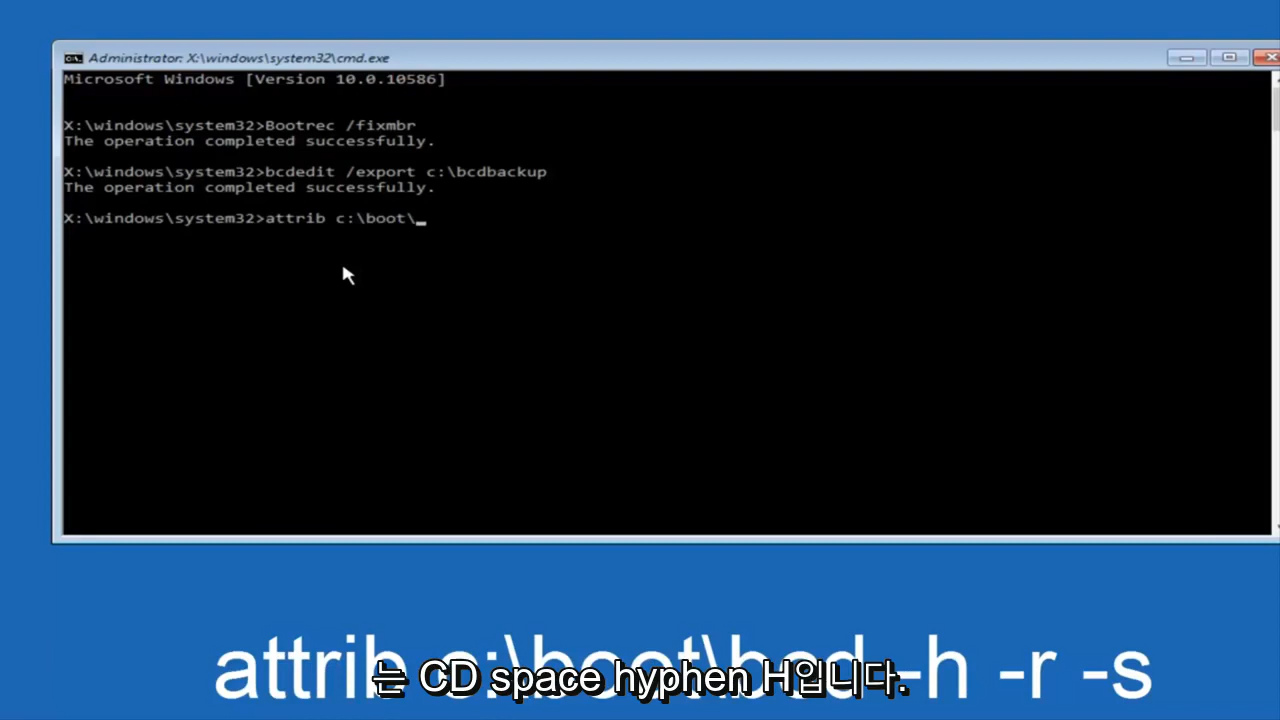 Administrator: X:\windows\system32\cmd.exe
Microsoft Windows [Version 10.0.10586]
X:\windows\system32>Bootrec /fixmbr
The operation completed successfully.
X:\windows\system32>bcdedit /export c:\bcdbackup
The operation completed successfully.
X:\windows\system32>attrib c:\boot\_
attrib c:\boot\bcd -h -r -s
는 CD space hyphen H입니다.